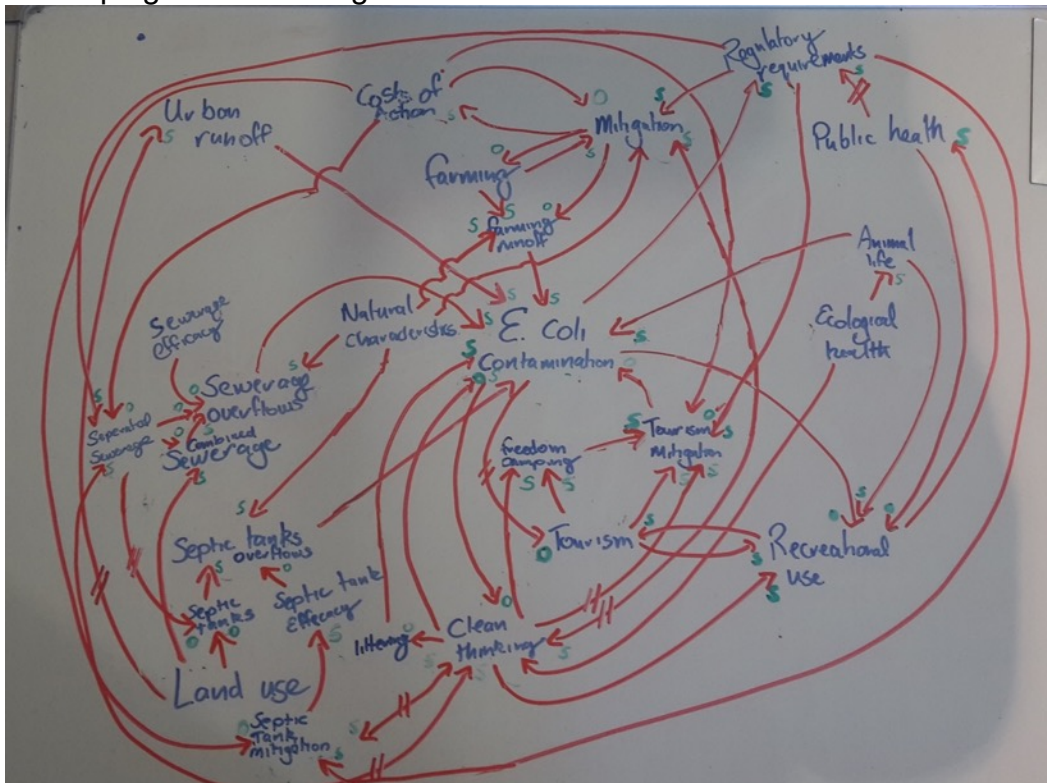 Regulatory
requirements
Costs of
Action
Urban
runoff
Mitigation
Public health
farming
farming
runoff
Animal
life
Natural
Characteristics
E. Coli
Contamination
Ecological
health
Sewerage
efficacy
Sewerage
overflows
Seperated
Sewerage
Combined
Sewerage
freedom
camping
Tourism
Mitigation
Septic tanks
overflows
Tourism
Recreational
use
Septic
tanks
Septic tank
Efficacy
littering
Clean
thinking
Land use
Septic
Tank
mitigation